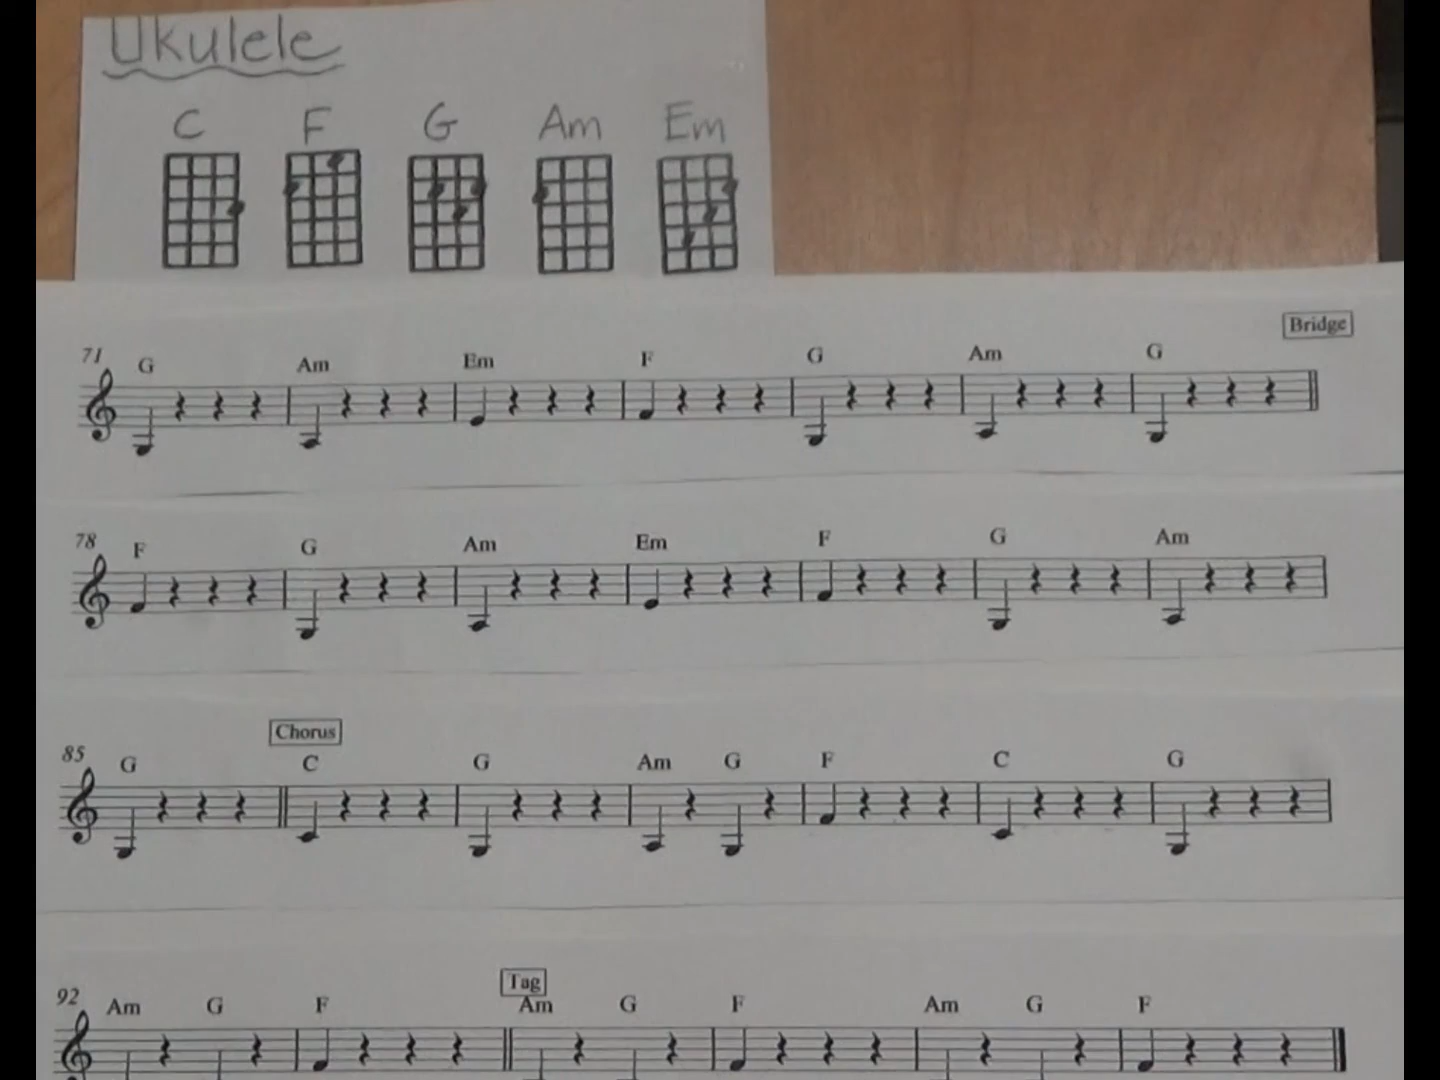 Ukulele
C F G Am Em
Bridge
71 G Am Em F G Am G
78 F G Am Em F G Am
Chorus
85 G C G Am G F C G
Tag
92 Am G F Am G F Am G F